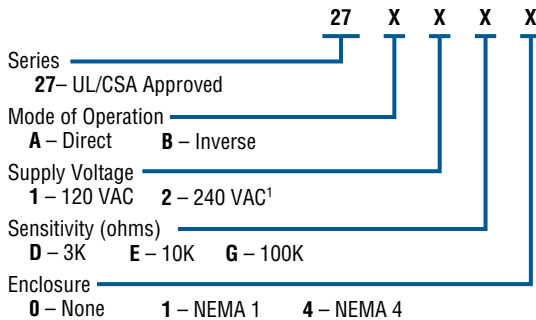 27 X X X X
Series
27– UL/CSA Approved
Mode of Operation
A – Direct B – Inverse
Supply Voltage
1 – 120 VAC 2 – 240 VAC¹
Sensitivity (ohms)
D – 3K E – 10K G – 100K
Enclosure
0 – None 1 – NEMA 1 4 – NEMA 4